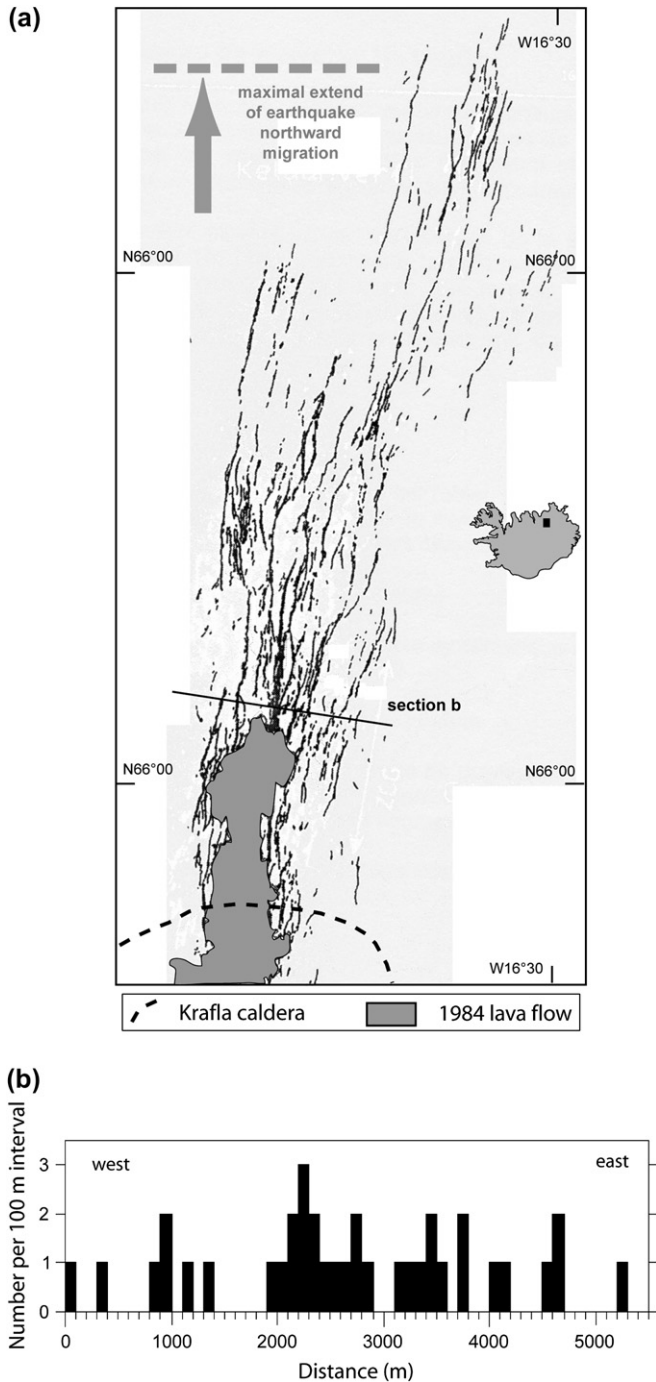 (a)
W16°30
maximal extend
of earthquake
northward
migration
N66°00
N66°00
section b
ZCG
N66°00
N66°00
W16°30
Krafla caldera
1984 lava flow
(b)
Number per 100 m interval
3
2
1
0
west
east
0
1000
2000
3000
4000
5000
Distance (m)